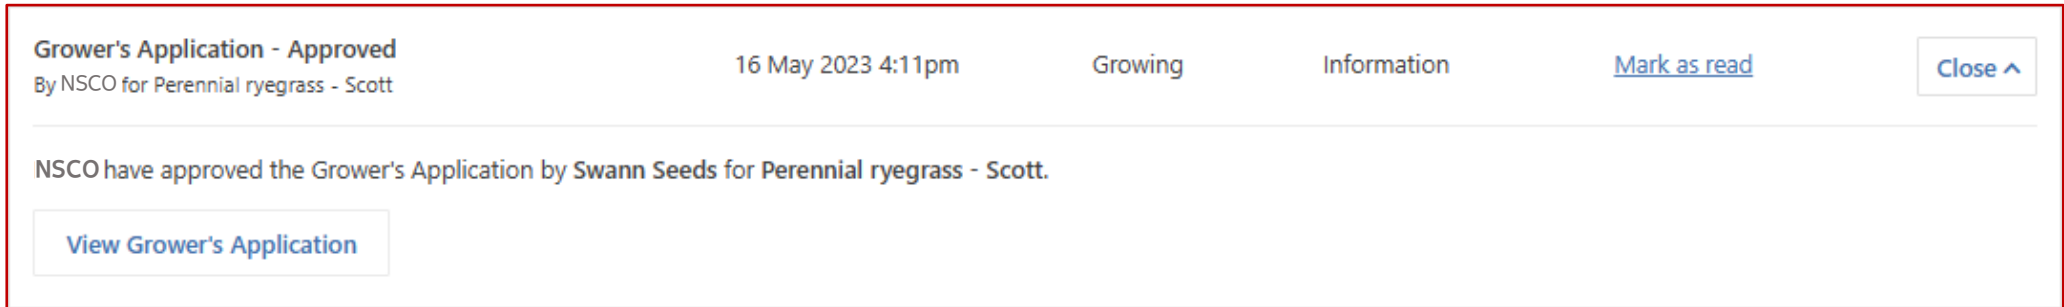 Grower's Application - Approved
By NSCO for Perennial ryegrass - Scott
16 May 2023 4:11pm
Growing
Information
Mark as read
Close
NSCO have approved the Grower's Application by Swann Seeds for Perennial ryegrass - Scott.
View Grower's Application